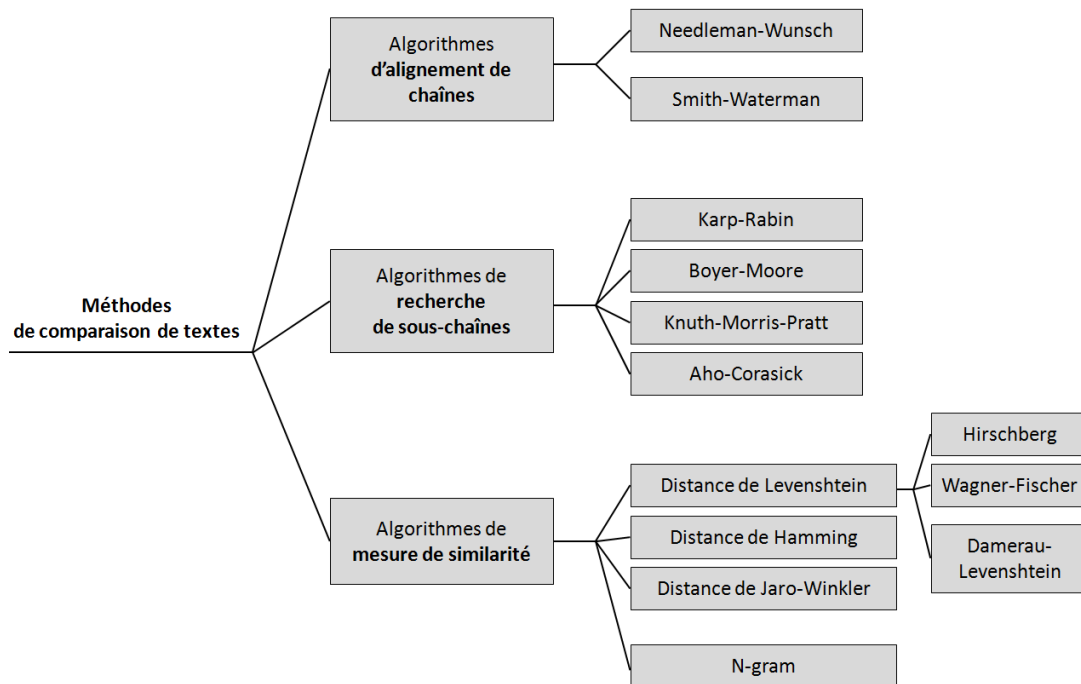 Méthodes
de comparaison de textes
Algorithmes
d’alignement de
chaînes
Needleman-Wunsch
Smith-Waterman
Algorithmes de
recherche
de sous-chaînes
Karp-Rabin
Boyer-Moore
Knuth-Morris-Pratt
Aho-Corasick
Algorithmes de
mesure de similarité
Distance de Levenshtein
Hirschberg
Wagner-Fischer
Damerau-
Levenshtein
Distance de Hamming
Distance de Jaro-Winkler
N-gram